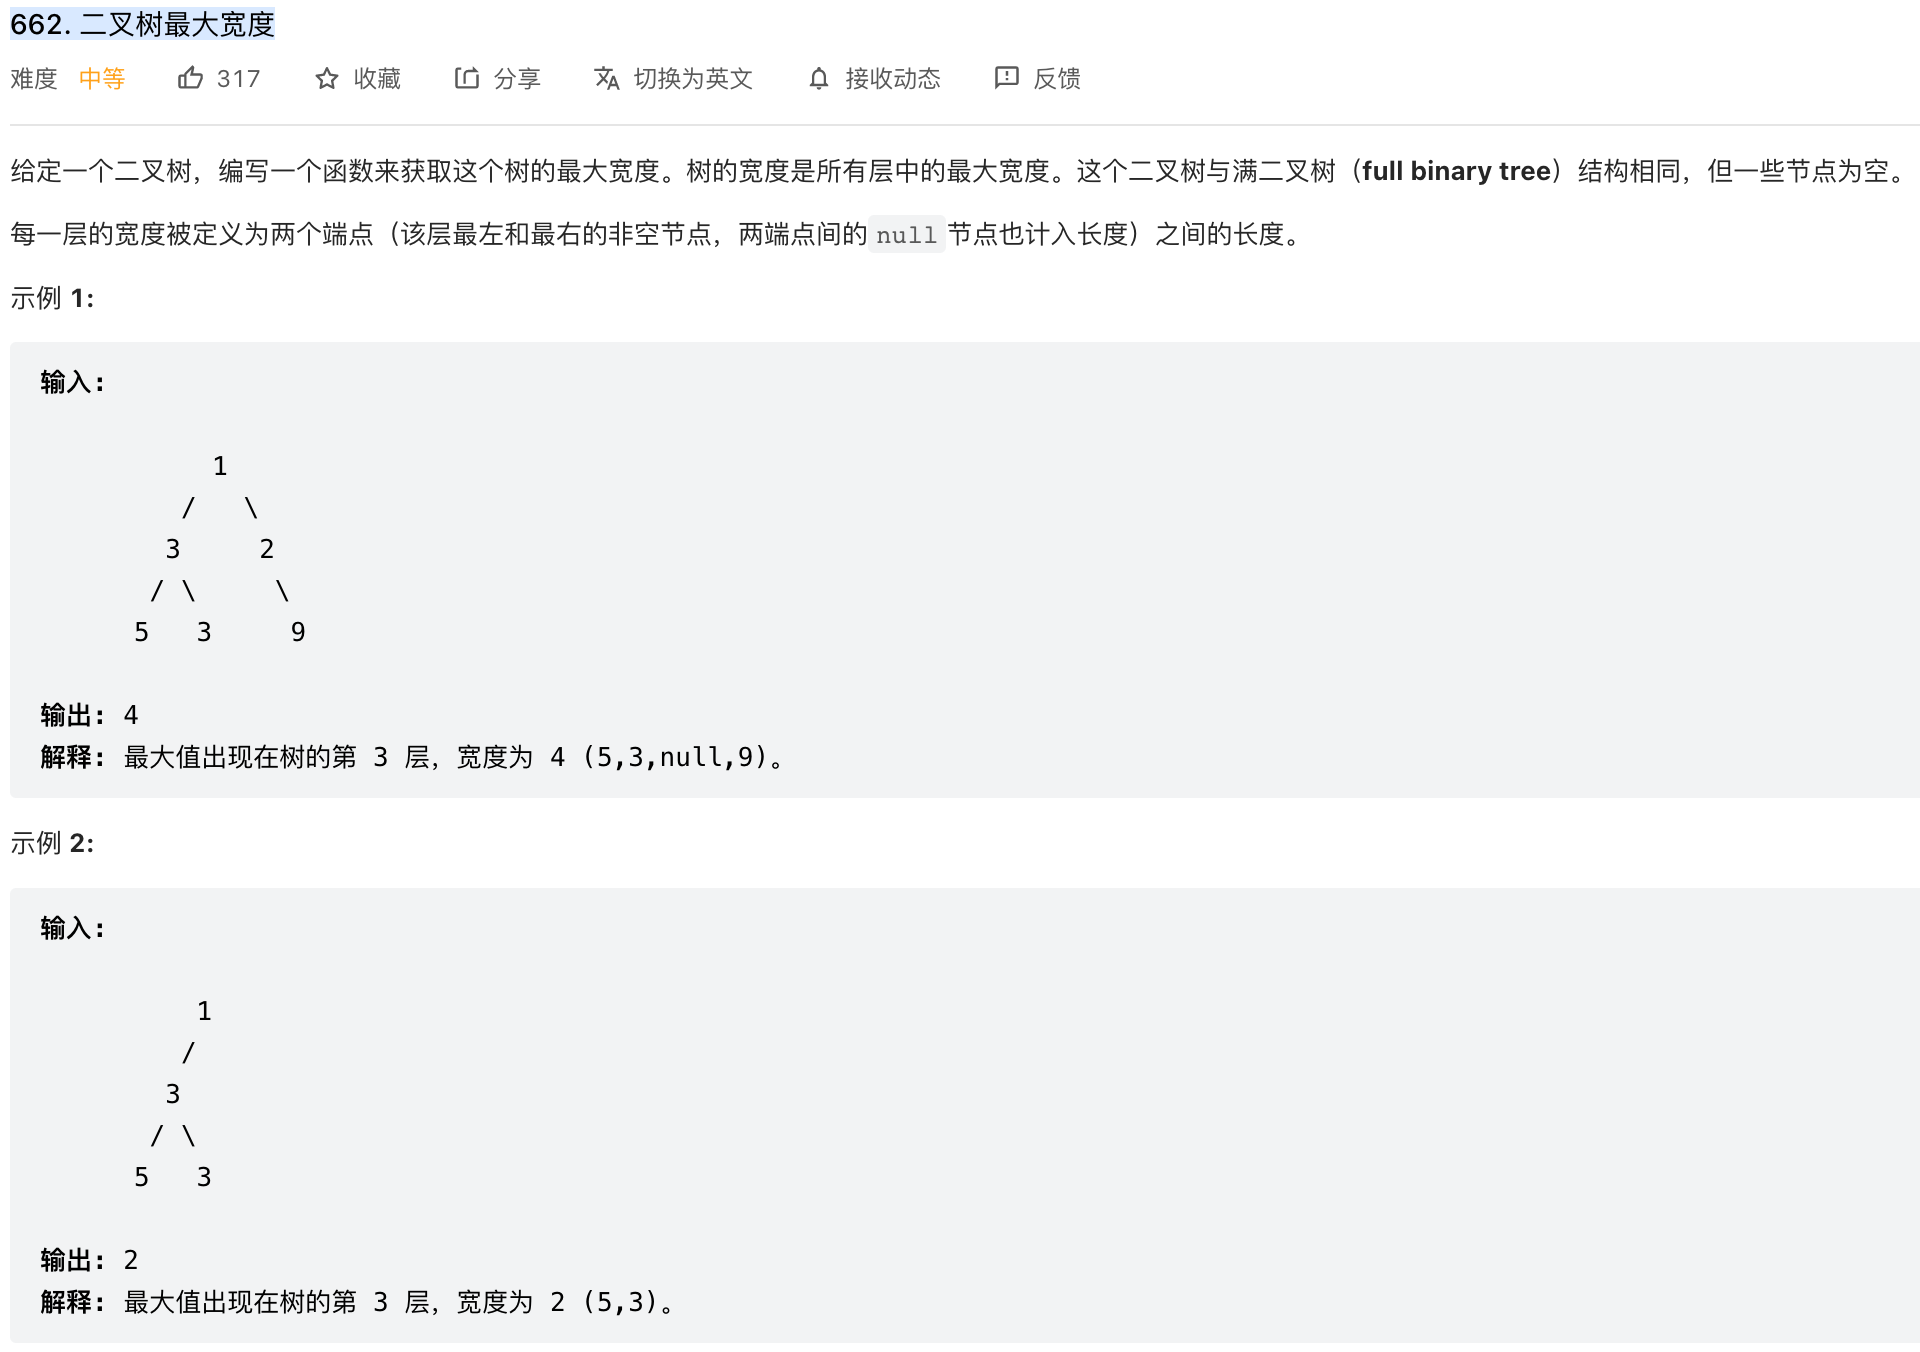 662. 二叉树最大宽度
难度 中等 317 收藏 分享 切换为英文 接收动态 反馈
给定一个二叉树，编写一个函数来获取这个树的最大宽度。树的宽度是所有层中的最大宽度。这个二叉树与满二叉树（full binary tree）结构相同，但一些节点为空。
每一层的宽度被定义为两个端点（该层最左和最右的非空节点，两端点间的null节点也计入长度）之间的长度。
示例 1:
输入:
1
/ \
3 2
/ \ \
5 3 9
输出: 4
解释: 最大值出现在树的第 3 层，宽度为 4 (5,3,null,9)。
示例 2:
输入:
1
/
3
/ \
5 3
输出: 2
解释: 最大值出现在树的第 3 层，宽度为 2 (5,3)。